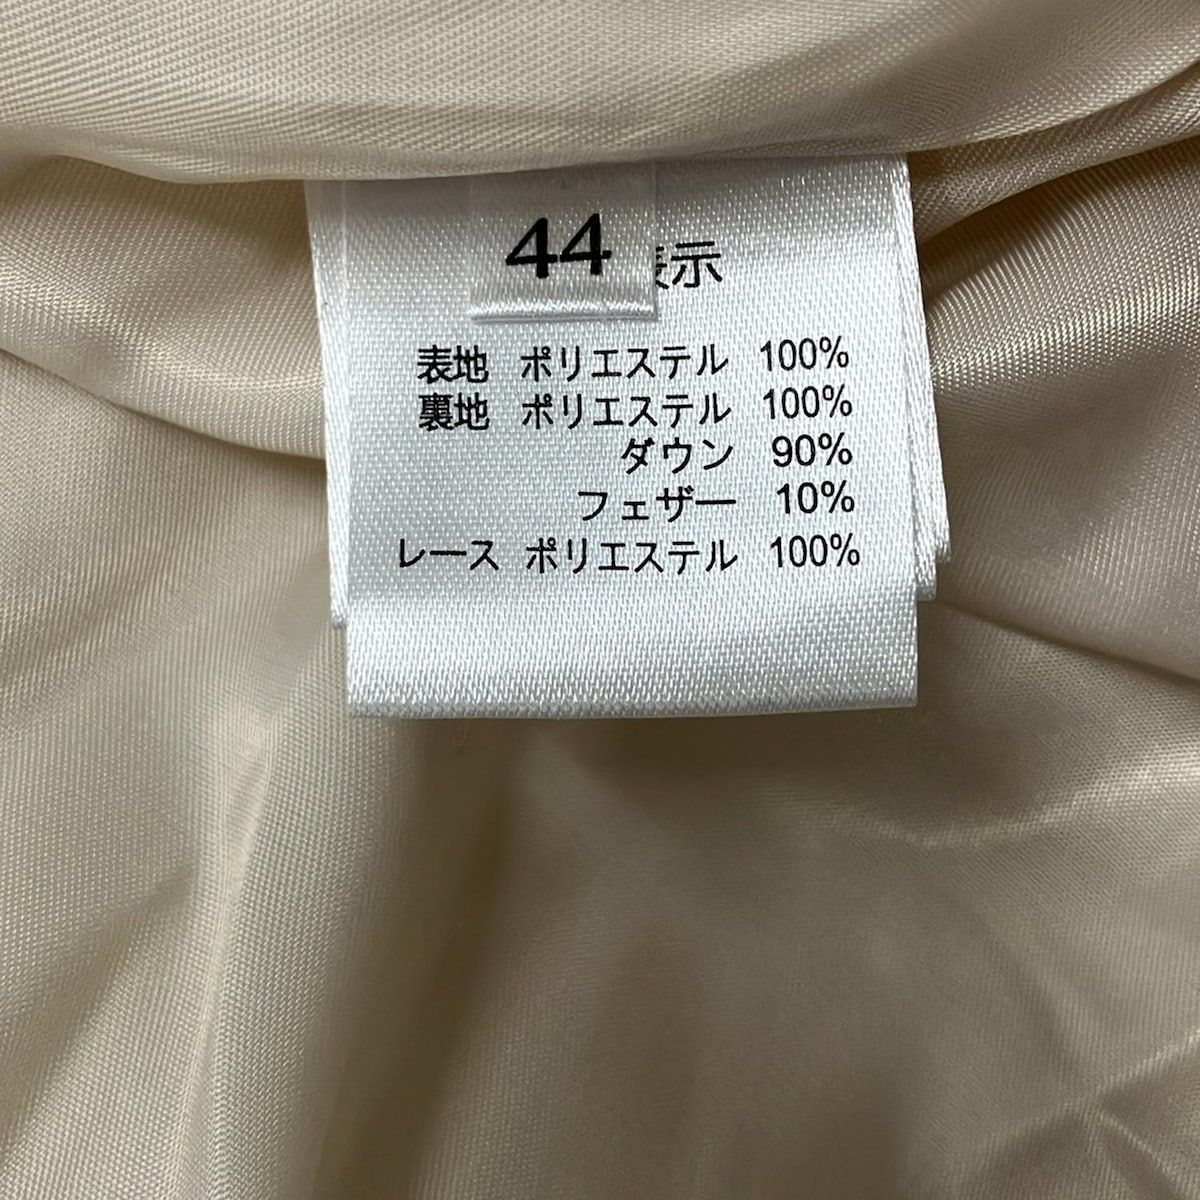 44
表示
表地 ポリエステル 100%
裏地 ポリエステル 100%
ダウン 90%
フェザー 10%
レース ポリエステル 100%